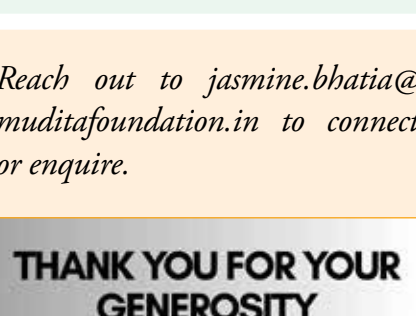 Reach out to jasmine.bhatia@
muditafoundation.in to connect
or enquire.
THANK YOU FOR YOUR
GENEROSITY